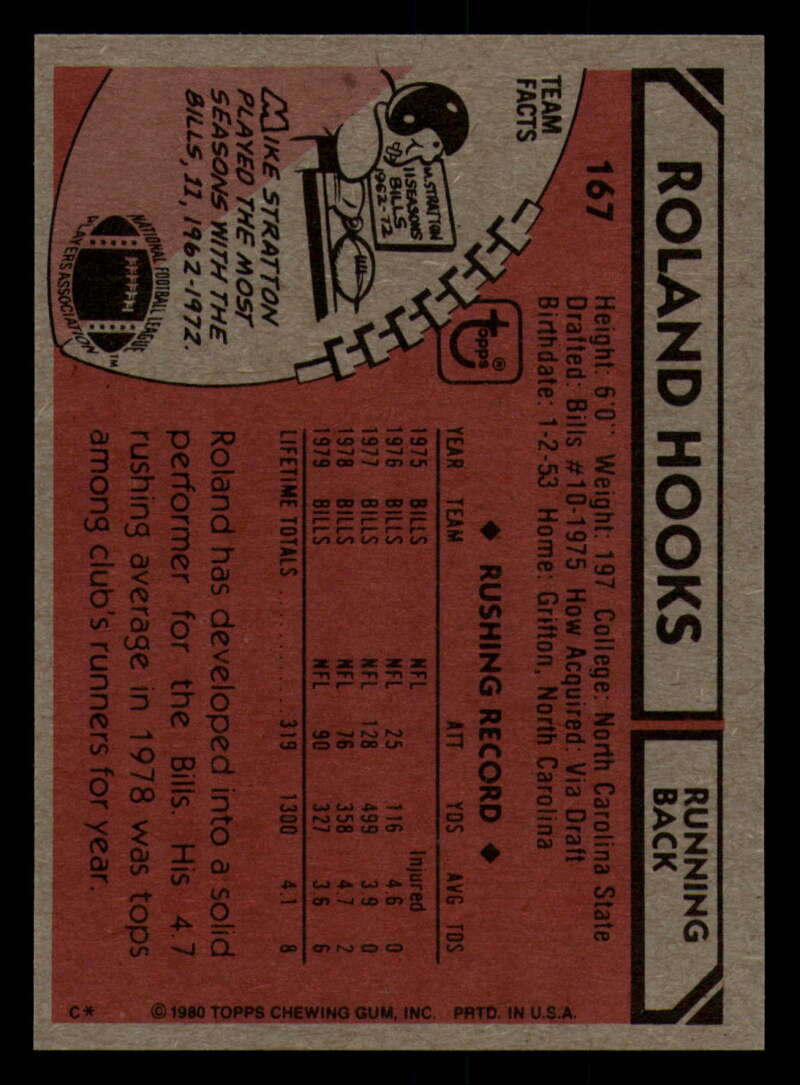 ROLAND HOOKS
RUNNING
BACK
167
Height: 6'0" Weight: 197 College: North Carolina State
Drafted: Bills #10-1975 How Acquired: Via Draft
Birthdate: 1-2-53 Home: Grifton, North Carolina
TEAM
FACTS
M. STRATTON
11 SEASONS
BILLS
1962-72
MIKE STRATTON
PLAYED THE MOST
SEASONS WITH THE
BILLS, 11, 1962-1972.
NATIONAL FOOTBALL LEAGUE
PLAYERS ASSOCIATION
TM
topps®
◆ RUSHING RECORD ◆
YEAR TEAM ATT YDS AVG TDS
1975 BILLS NFL Injured
1976 BILLS NFL 25 116 4.6 0
1977 BILLS NFL 128 499 3.9 0
1978 BILLS NFL 76 358 4.7 2
1979 BILLS NFL 90 327 3.6 6
LIFETIME TOTALS .......... 319 1300 4.1 8
Roland has developed into a solid
performer for the Bills. His 4.7
rushing average in 1978 was tops
among club's runners for year.
C* © 1980 TOPPS CHEWING GUM, INC. PRTD. IN U.S.A.